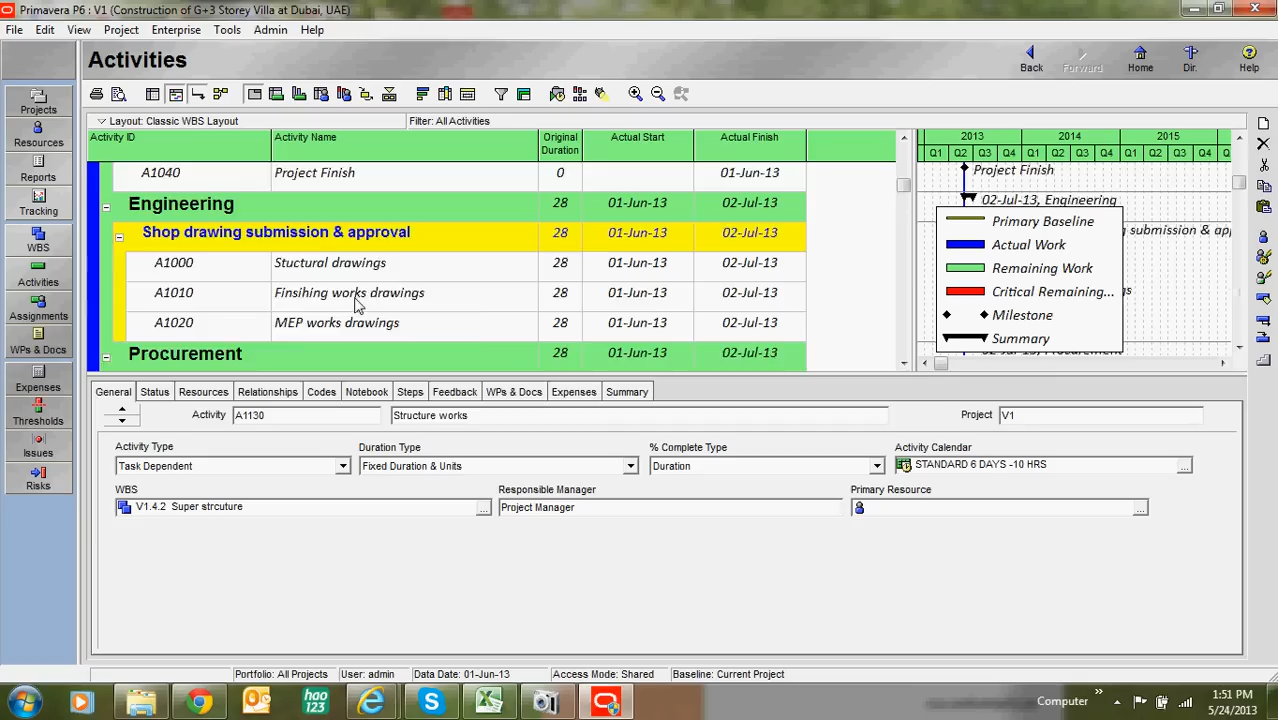 Primavera P6 : V1 (Construction of G+3 Storey Villa at Dubai, UAE)
File Edit View Project Enterprise Tools Admin Help
Activities
Back Forward Home Dir. Help
Layout: Classic WBS Layout Filter: All Activities
Activity ID Activity Name Original Duration Actual Start Actual Finish 2013 2014 2015
Q1 Q2 Q3 Q4 Q1 Q2 Q3 Q4 Q1 Q2 Q3 Q4
A1040 Project Finish 0 01-Jun-13 Project Finish
Engineering 28 01-Jun-13 02-Jul-13 02-Jul-13, Engineering
Shop drawing submission & approval 28 01-Jun-13 02-Jul-13 submission & app
A1000 Stuctural drawings 28 01-Jun-13 02-Jul-13
A1010 Finsihing works drawings 28 01-Jun-13 02-Jul-13
A1020 MEP works drawings 28 01-Jun-13 02-Jul-13
Procurement 28 01-Jun-13 02-Jul-13
Primary Baseline
Actual Work
Remaining Work
Critical Remaining...
Milestone
Summary
Projects
Resources
Reports
Tracking
WBS
Activities
Assignments
WPs & Docs
Expenses
Thresholds
Issues
Risks
General Status Resources Relationships Codes Notebook Steps Feedback WPs & Docs Expenses Summary
Activity A1130 Structure works Project V1
Activity Type Duration Type % Complete Type Activity Calendar
Task Dependent Fixed Duration & Units Duration STANDARD 6 DAYS -10 HRS
WBS Responsible Manager Primary Resource
V1.4.2 Super strcuture Project Manager
Portfolio: All Projects User: admin Data Date: 01-Jun-13 Access Mode: Shared Baseline: Current Project
hao123
Computer
1:51 PM
5/24/2013